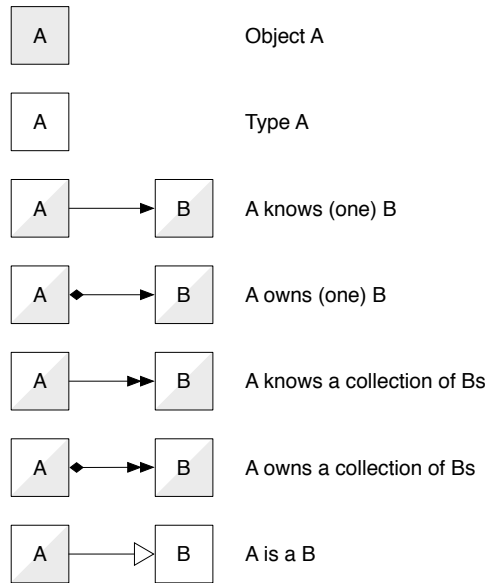 A Object A
A Type A
A B A knows (one) B
A B A owns (one) B
A B A knows a collection of Bs
A B A owns a collection of Bs
A B A is a B